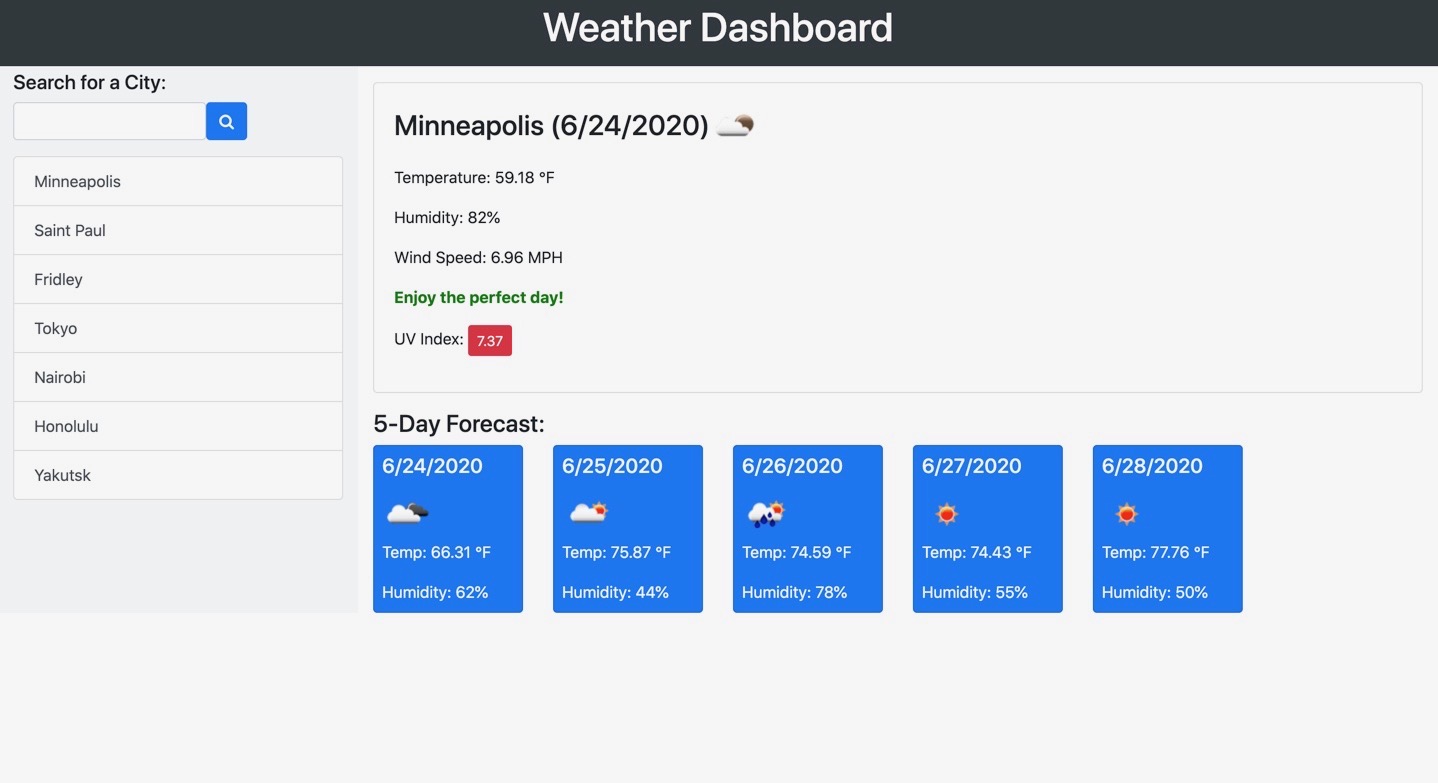 Weather Dashboard
Search for a City:
Minneapolis
Saint Paul
Fridley
Tokyo
Nairobi
Honolulu
Yakutsk
Minneapolis (6/24/2020)
Temperature: 59.18 °F
Humidity: 82%
Wind Speed: 6.96 MPH
Enjoy the perfect day!
UV Index: 7.37
5-Day Forecast:
6/24/2020
Temp: 66.31 °F
Humidity: 62%
6/25/2020
Temp: 75.87 °F
Humidity: 44%
6/26/2020
Temp: 74.59 °F
Humidity: 78%
6/27/2020
Temp: 74.43 °F
Humidity: 55%
6/28/2020
Temp: 77.76 °F
Humidity: 50%